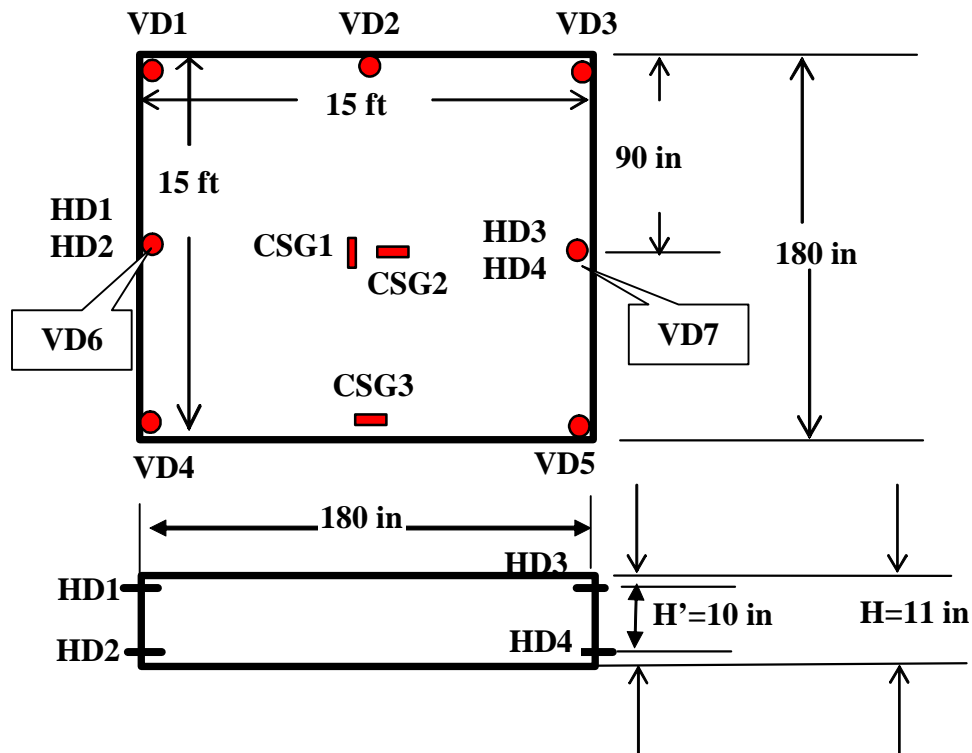 VD1
VD2
VD3
15 ft
15 ft
90 in
180 in
HD1
HD2
CSG1
CSG2
HD3
HD4
VD6
VD7
CSG3
VD4
VD5
180 in
HD1
HD2
HD3
HD4
H’=10 in
H=11 in